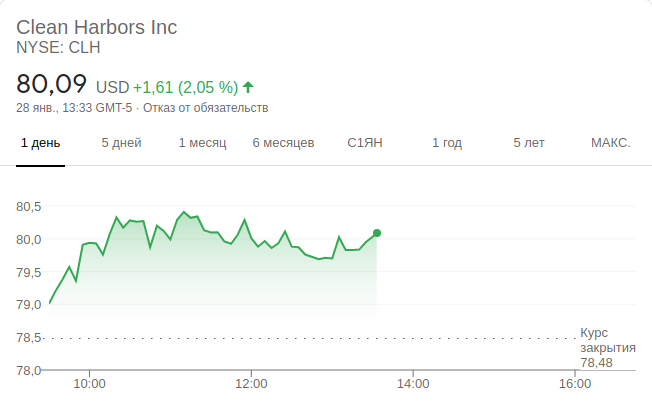 Clean Harbors Inc
NYSE: CLH
80,09 USD +1,61 (2,05 %)
28 янв., 13:33 GMT-5 · Отказ от обязательств
1 день 5 дней 1 месяц 6 месяцев С1ЯН 1 год 5 лет МАКС.
80,5
80,0
79,5
79,0
78,5
Курс
закрытия
78,48
78,0
10:00 12:00 14:00 16:00